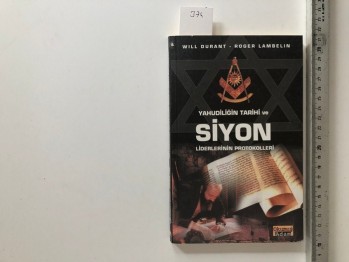 374
WILL DURANT - ROGER LAMBELIN
YAHUDİLİĞİN TARİHİ ve
SİYON
LİDERLERİNİN PROTOKOLLERİ